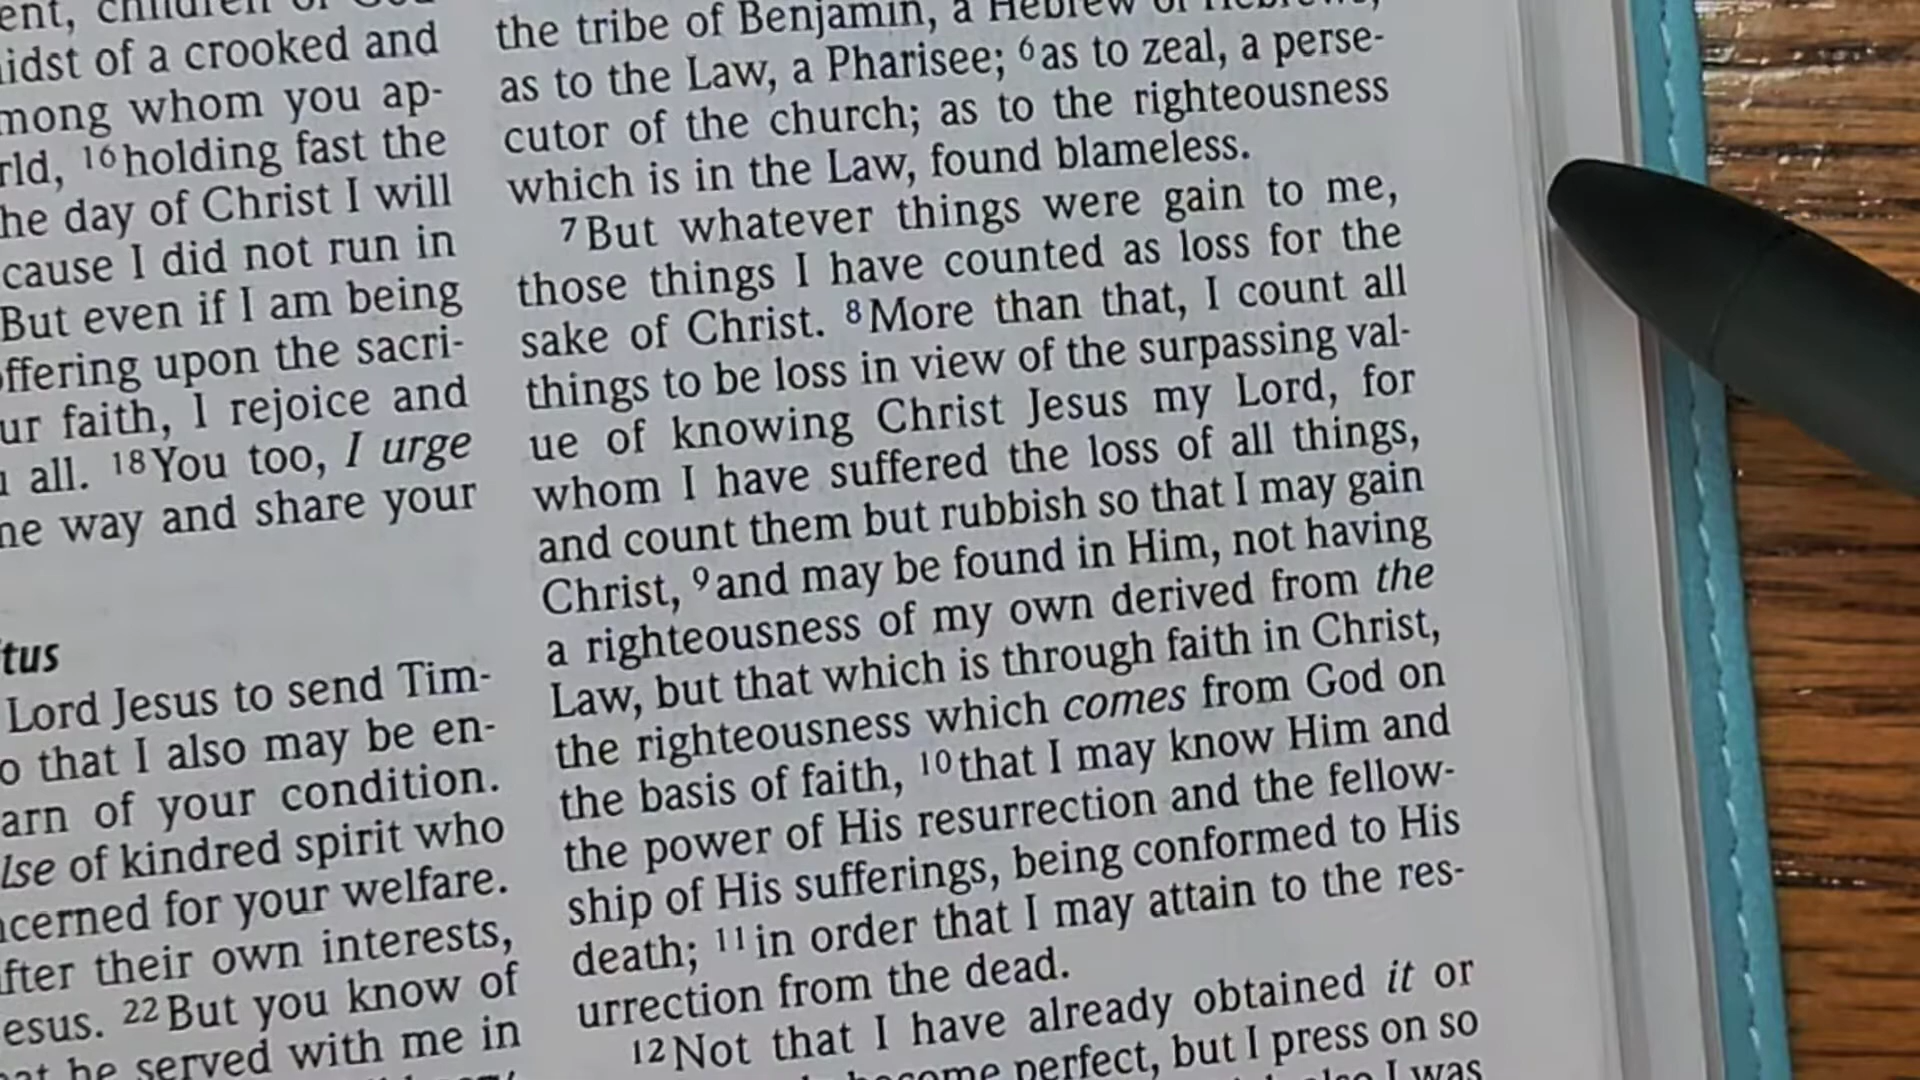 ent, children of God
idst of a crooked and
mong whom you ap-
rld, 16 holding fast the
he day of Christ I will
cause I did not run in
But even if I am being
ffering upon the sacri-
ur faith, I rejoice and
all. 18 You too, I urge
ne way and share your
tus
Lord Jesus to send Tim-
o that I also may be en-
arn of your condition.
lse of kindred spirit who
cerned for your welfare.
fter their own interests,
esus. 22 But you know of
at he served with me in
the tribe of Benjamin, a Hebrew of Hebrews;
as to the Law, a Pharisee; 6 as to zeal, a perse-
cutor of the church; as to the righteousness
which is in the Law, found blameless.
7 But whatever things were gain to me,
those things I have counted as loss for the
sake of Christ. 8 More than that, I count all
things to be loss in view of the surpassing val-
ue of knowing Christ Jesus my Lord, for
whom I have suffered the loss of all things,
and count them but rubbish so that I may gain
Christ, 9 and may be found in Him, not having
a righteousness of my own derived from the
Law, but that which is through faith in Christ,
the righteousness which comes from God on
the basis of faith, 10 that I may know Him and
the power of His resurrection and the fellow-
ship of His sufferings, being conformed to His
death; 11 in order that I may attain to the res-
urrection from the dead.
12 Not that I have already obtained it or
become perfect, but I press on so
also I was